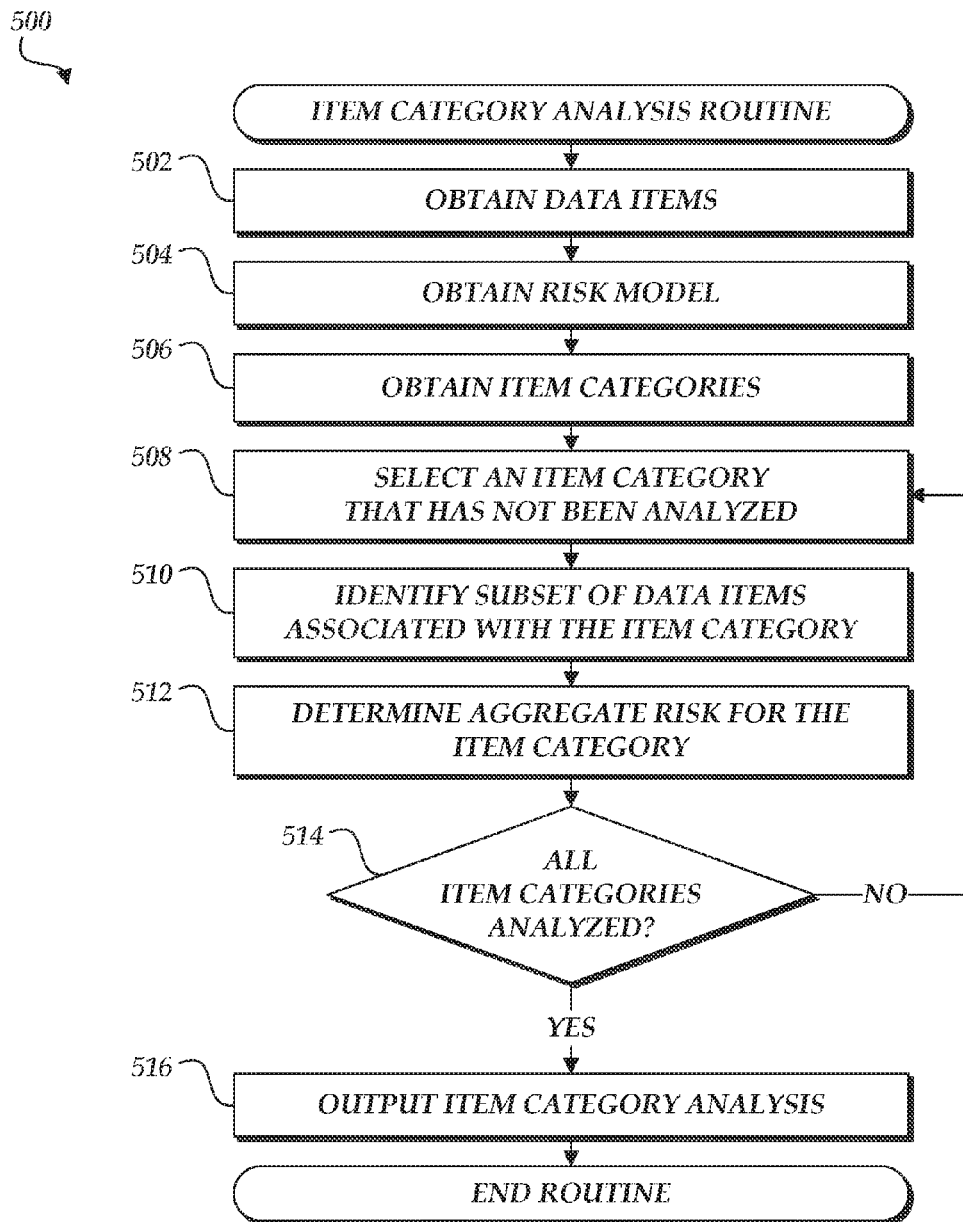 500
ITEM CATEGORY ANALYSIS ROUTINE
502
OBTAIN DATA ITEMS
504
OBTAIN RISK MODEL
506
OBTAIN ITEM CATEGORIES
508
SELECT AN ITEM CATEGORY
THAT HAS NOT BEEN ANALYZED
510
IDENTIFY SUBSET OF DATA ITEMS
ASSOCIATED WITH THE ITEM CATEGORY
512
DETERMINE AGGREGATE RISK FOR THE
ITEM CATEGORY
514
ALL
ITEM CATEGORIES
ANALYZED?
NO
YES
516
OUTPUT ITEM CATEGORY ANALYSIS
END ROUTINE